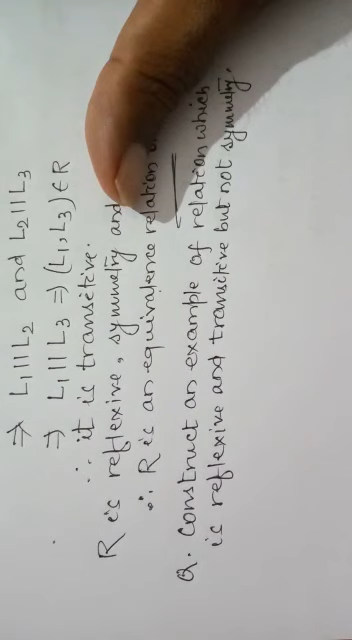 ⇒ L₁ || L₂ and L₂ || L₃
⇒ L₁ || L₃ ⇒ (L₁, L₃) ∈ R
∴ it is transitive.
R is reflexive, symmetry and
∴ R is an equivalence relation
Q. Construct an example of relation which
is reflexive and transitive but not symmetry.